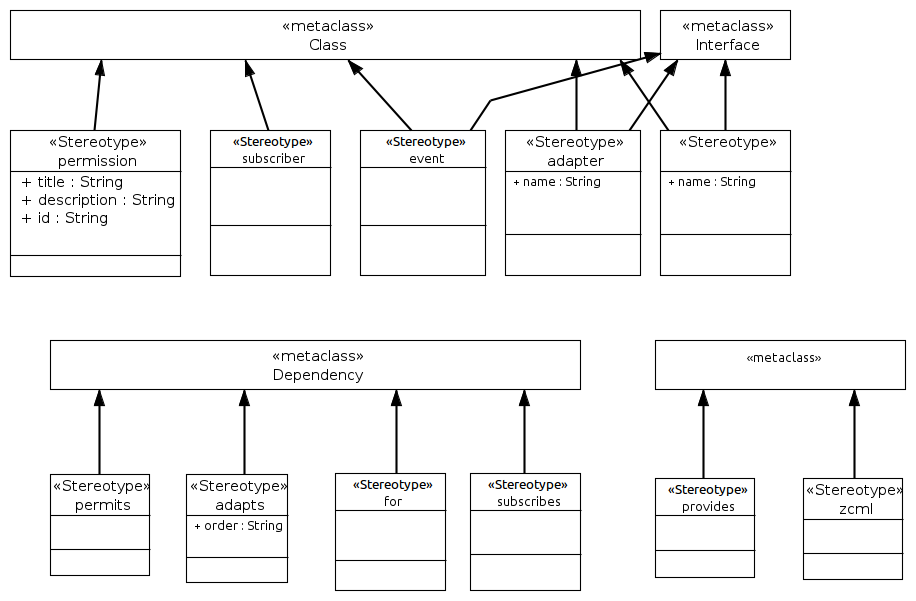 «metaclass»
Class
«metaclass»
Interface
«Stereotype»
permission
+ title : String
+ description : String
+ id : String
«Stereotype»
subscriber
«Stereotype»
event
«Stereotype»
adapter
+ name : String
«Stereotype»
+ name : String
«metaclass»
Dependency
«metaclass»
«Stereotype»
permits
«Stereotype»
adapts
+ order : String
«Stereotype»
for
«Stereotype»
subscribes
«Stereotype»
provides
«Stereotype»
zcml